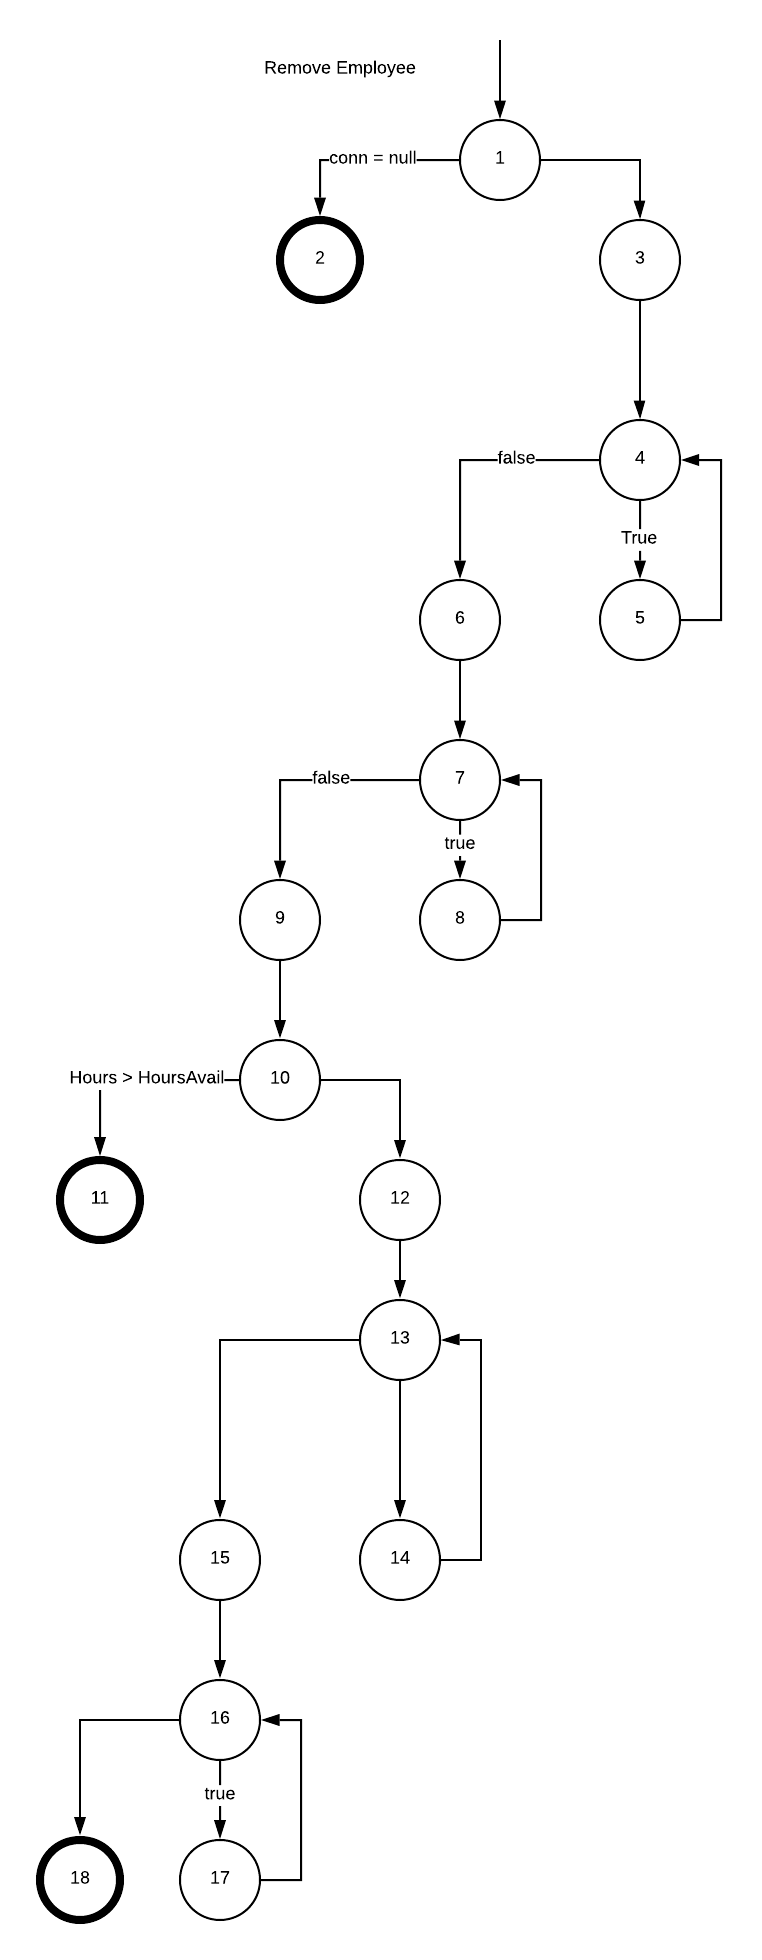 Remove Employee
1
conn = null
2
3
4
false
True
5
6
7
false
true
8
9
10
Hours > HoursAvail
11
12
13
14
15
16
true
17
18